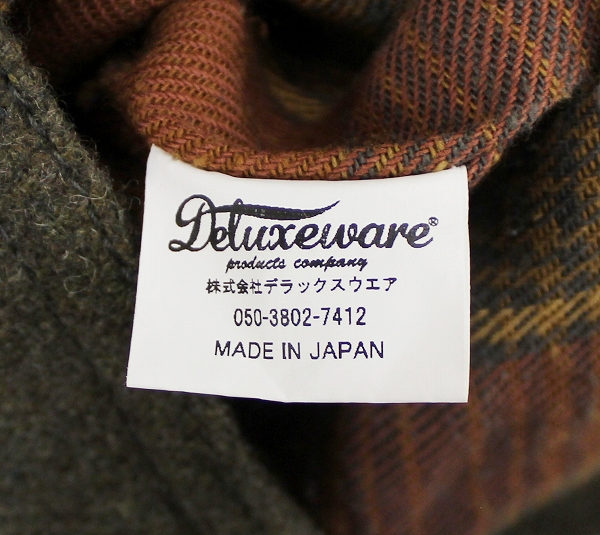 Deluxeware®
products company
株式会社デラックスウエア
050-3802-7412
MADE IN JAPAN